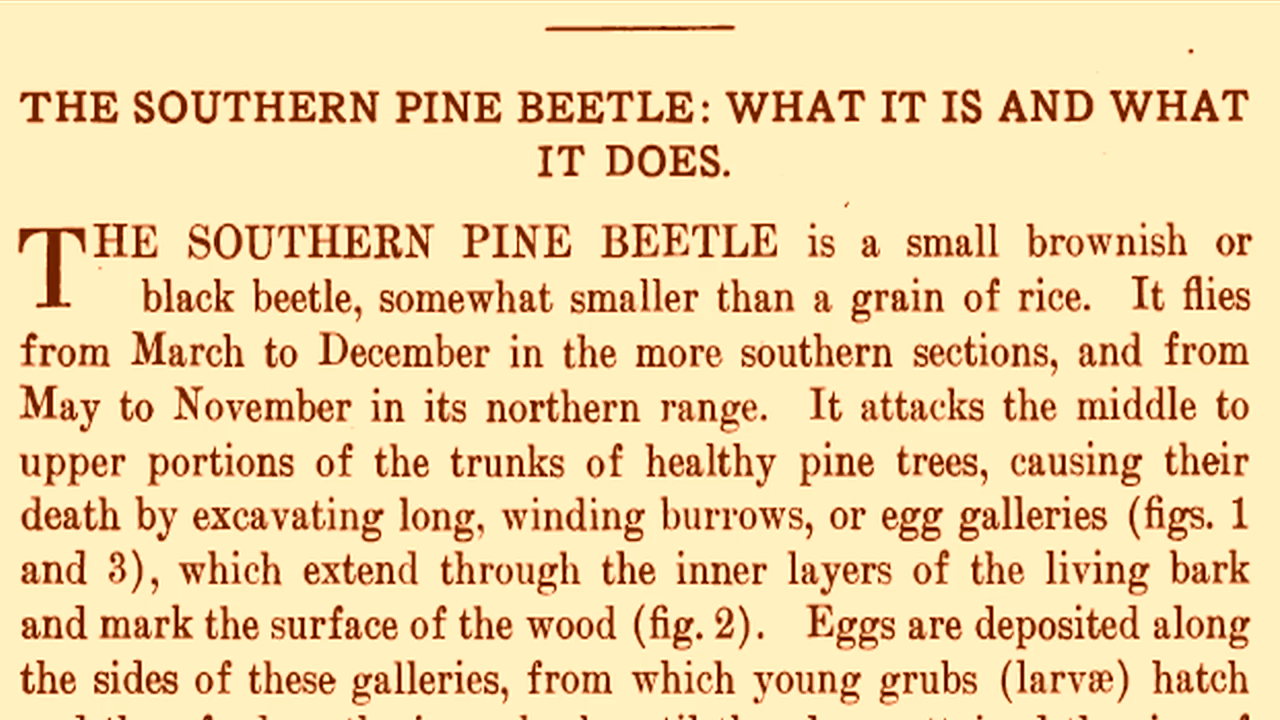 THE SOUTHERN PINE BEETLE: WHAT IT IS AND WHAT
IT DOES.
THE SOUTHERN PINE BEETLE is a small brownish or
black beetle, somewhat smaller than a grain of rice. It flies
from March to December in the more southern sections, and from
May to November in its northern range. It attacks the middle to
upper portions of the trunks of healthy pine trees, causing their
death by excavating long, winding burrows, or egg galleries (figs. 1
and 3), which extend through the inner layers of the living bark
and mark the surface of the wood (fig. 2). Eggs are deposited along
the sides of these galleries, from which young grubs (larvæ) hatch